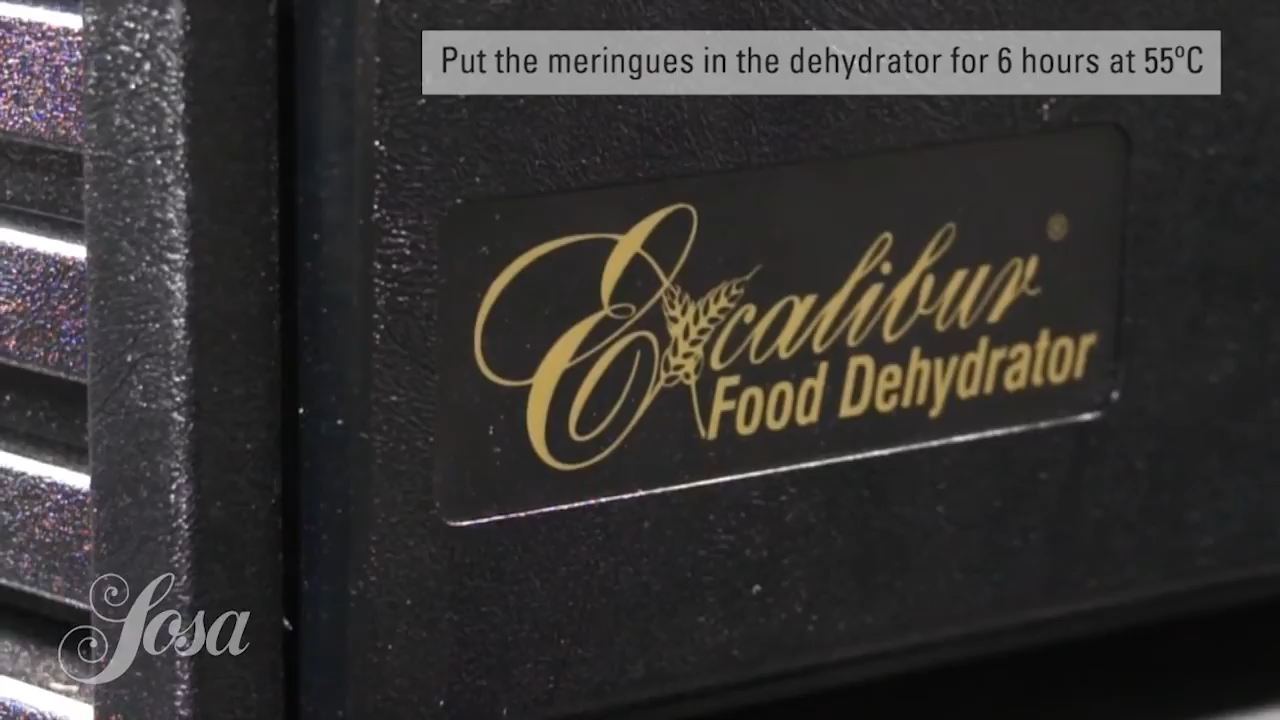 Put the meringues in the dehydrator for 6 hours at 55ºC
Excalibur®
Food Dehydrator
Sosa